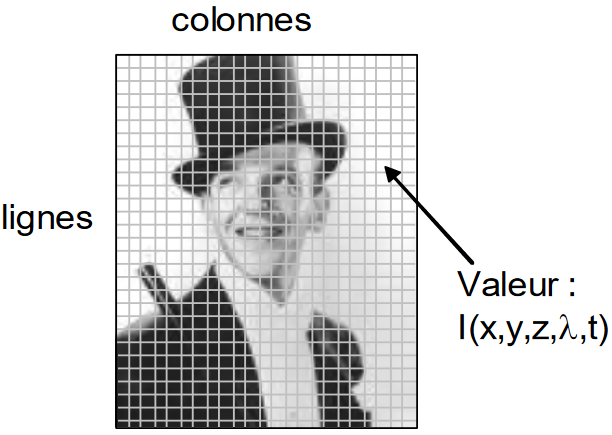 colonnes
lignes
Valeur :
I(x,y,z,λ,t)